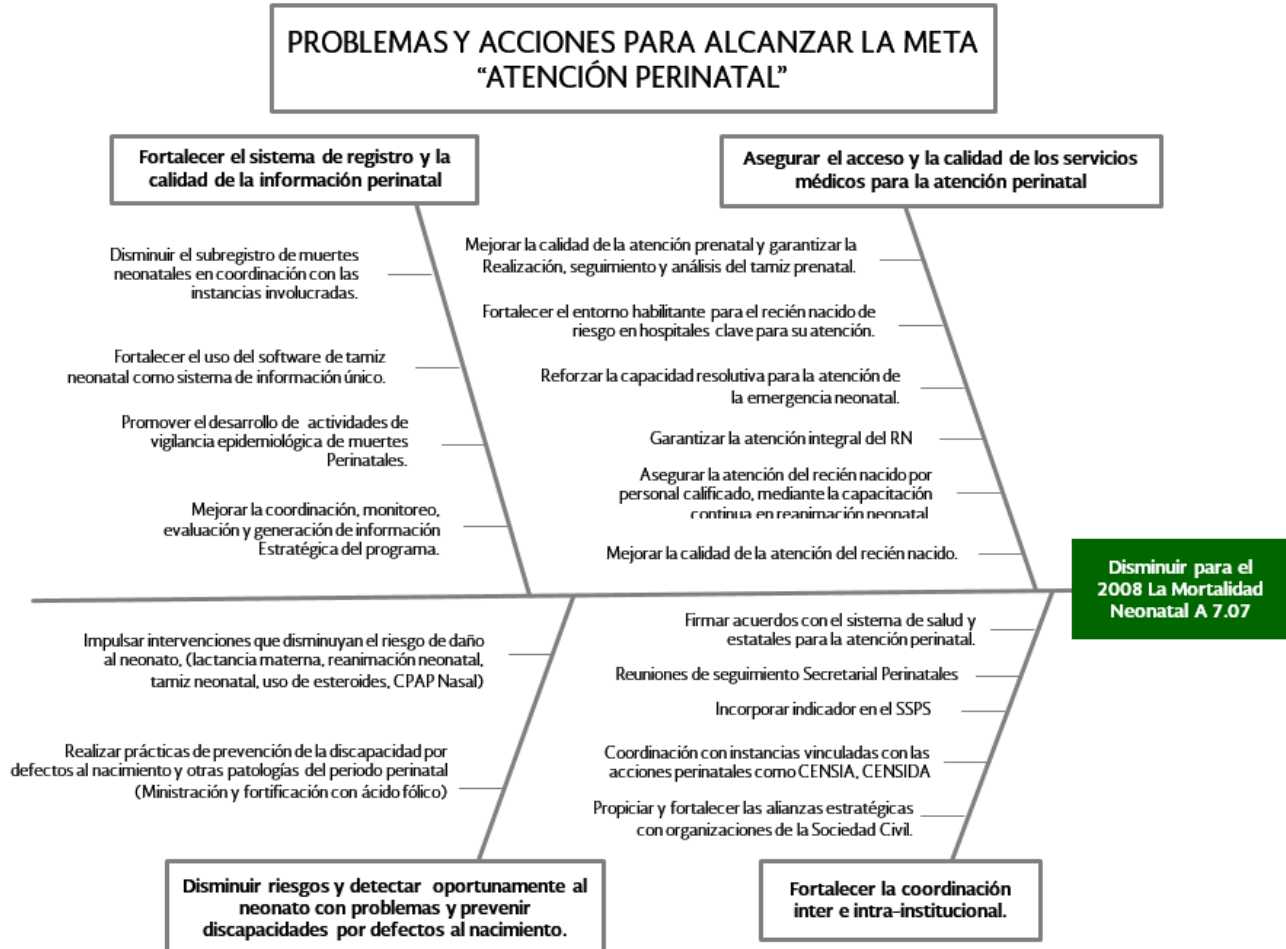 PROBLEMAS Y ACCIONES PARA ALCANZAR LA META
“ATENCIÓN PERINATAL”
Fortalecer el sistema de registro y la
calidad de la información perinatal
Disminuir el subregistro de muertes
neonatales en coordinación con las
instancias involucradas.
Fortalecer el uso del software de tamiz
neonatal como sistema de información único.
Promover el desarrollo de actividades de
vigilancia epidemiológica de muertes
Perinatales.
Mejorar la coordinación, monitoreo,
evaluación y generación de información
Estratégica del programa.
Asegurar el acceso y la calidad de los servicios
médicos para la atención perinatal
Mejorar la calidad de la atención prenatal y garantizar la
Realización, seguimiento y análisis del tamiz prenatal.
Fortalecer el entorno habilitante para el recién nacido de
riesgo en hospitales clave para su atención.
Reforzar la capacidad resolutiva para la atención de
la emergencia neonatal.
Garantizar la atención integral del RN
Asegurar la atención del recién nacido por
personal calificado, mediante la capacitación
continua en reanimación neonatal.
Mejorar la calidad de la atención del recién nacido.
Disminuir para el
2008 La Mortalidad
Neonatal A 7.07
Impulsar intervenciones que disminuyan el riesgo de daño
al neonato, (lactancia materna, reanimación neonatal,
tamiz neonatal, uso de esteroides, CPAP Nasal)
Realizar prácticas de prevención de la discapacidad por
defectos al nacimiento y otras patologías del periodo perinatal
(Ministración y fortificación con ácido fólico)
Disminuir riesgos y detectar oportunamente al
neonato con problemas y prevenir
discapacidades por defectos al nacimiento.
Firmar acuerdos con el sistema de salud y
estatales para la atención perinatal.
Reuniones de seguimiento Secretarial Perinatales
Incorporar indicador en el SSPS
Coordinación con instancias vinculadas con las
acciones perinatales como CENSIA, CENSIDA
Propiciar y fortalecer las alianzas estratégicas
con organizaciones de la Sociedad Civil.
Fortalecer la coordinación
inter e intra-institucional.